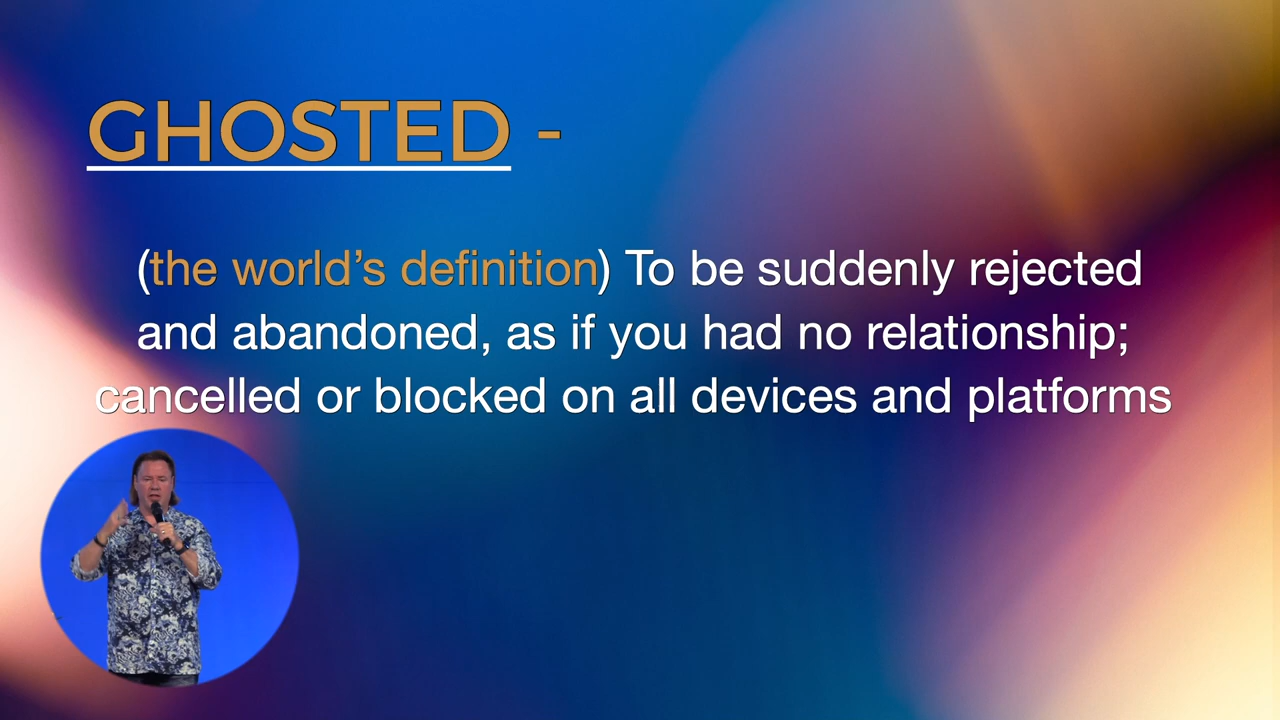 GHOSTED -
(the world’s definition) To be suddenly rejected
and abandoned, as if you had no relationship;
cancelled or blocked on all devices and platforms